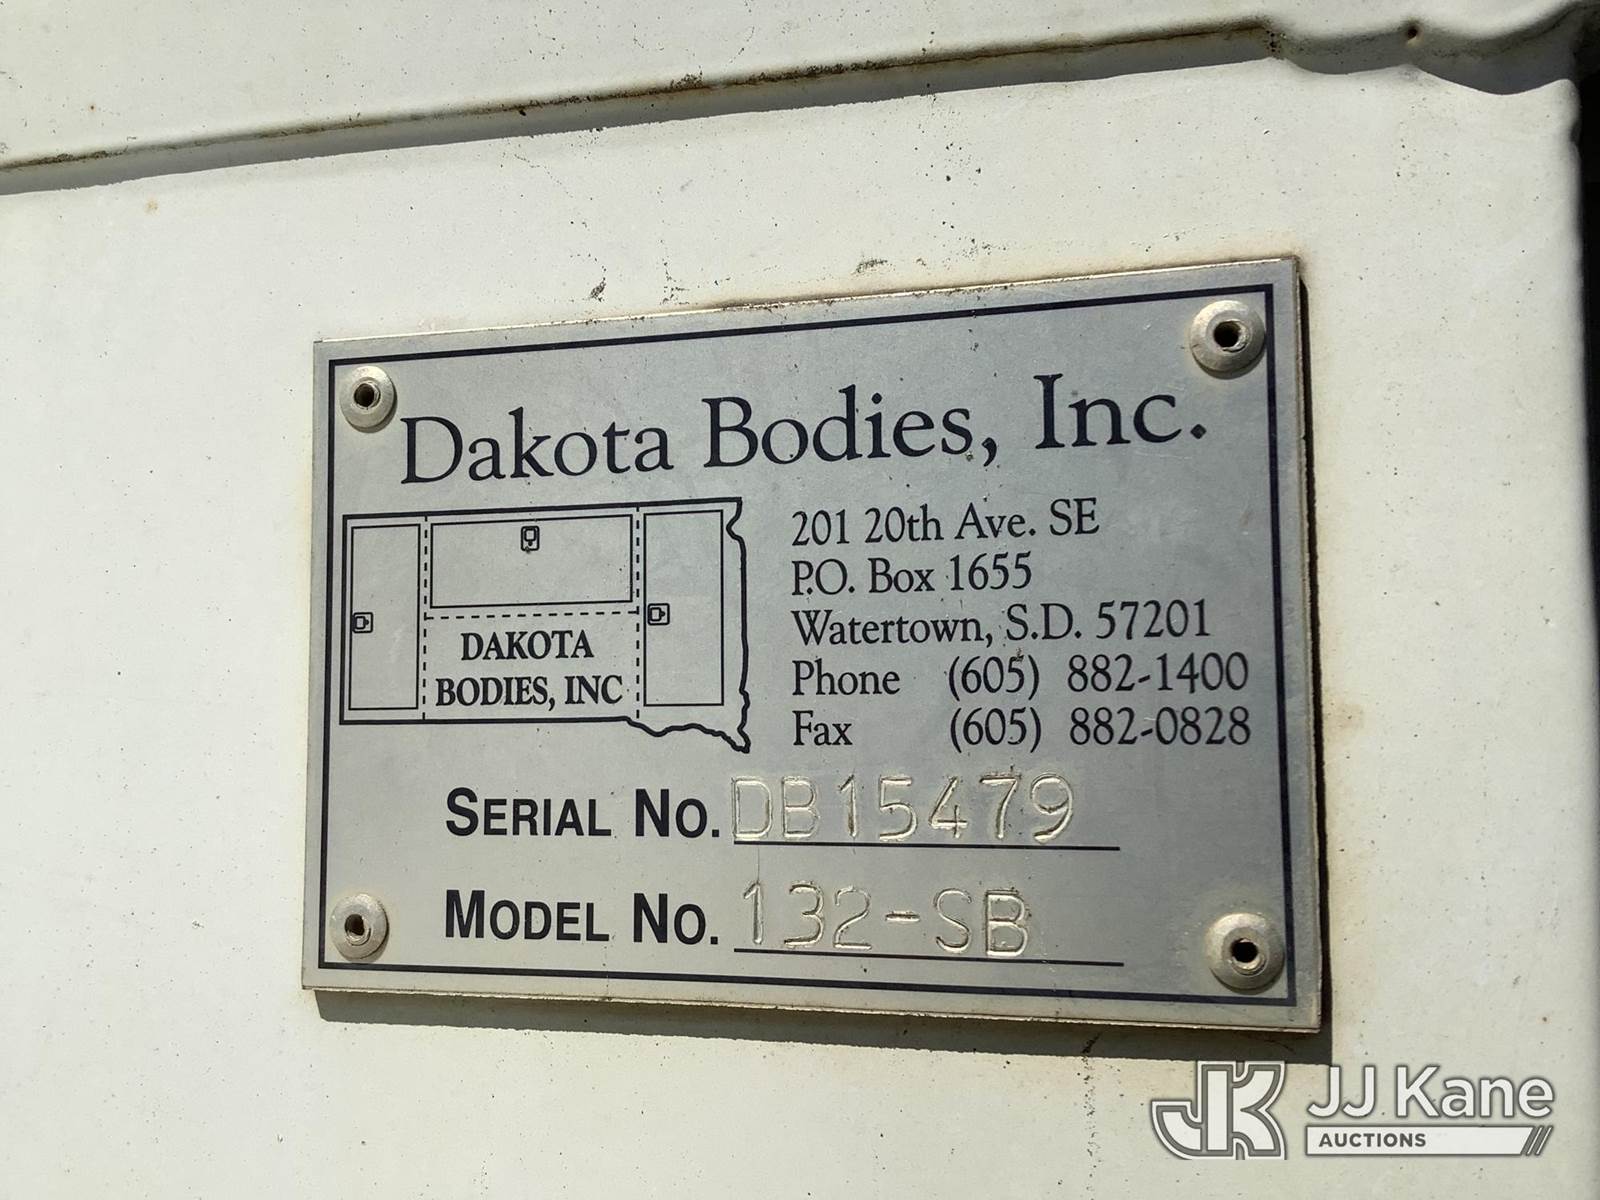 Dakota Bodies, Inc.
DAKOTA
BODIES, INC
201 20th Ave. SE
P.O. Box 1655
Watertown, S.D. 57201
Phone (605) 882-1400
Fax (605) 882-0828
SERIAL NO. DB15479
MODEL NO. 132-SB
JK JJ Kane
AUCTIONS